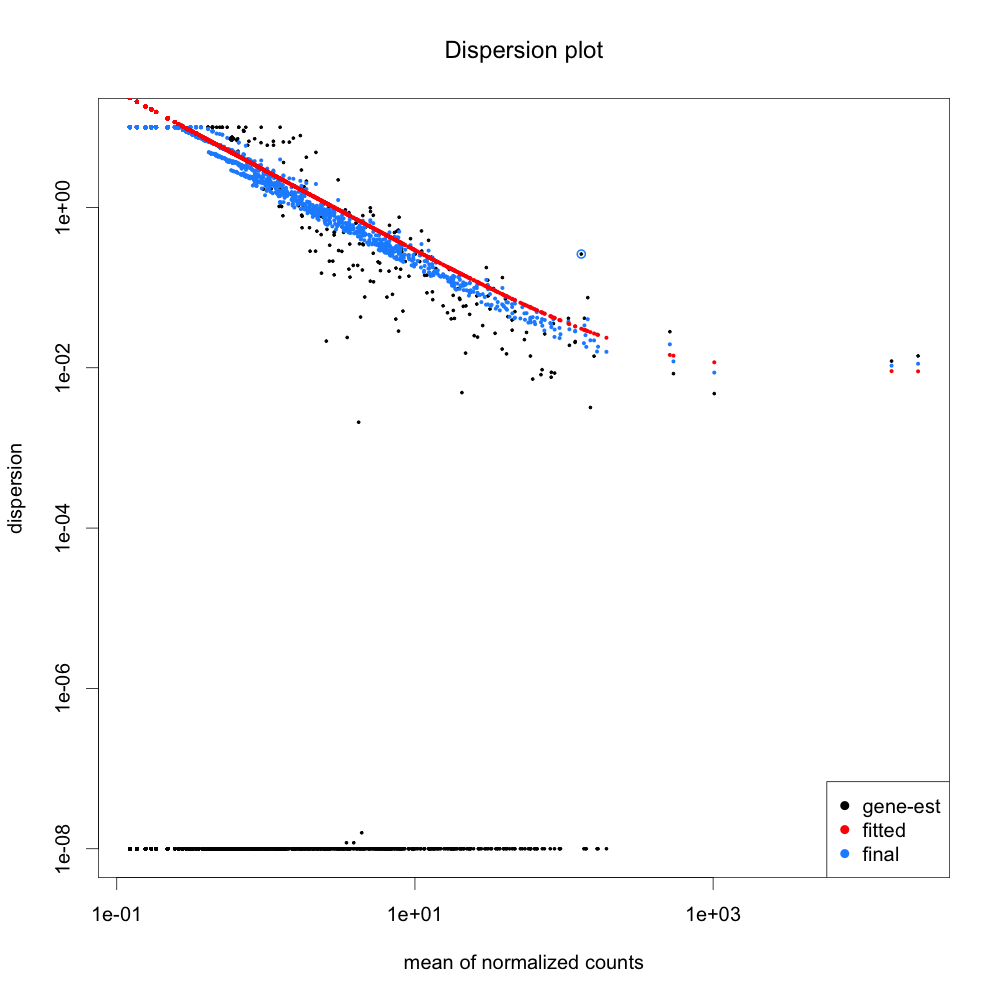 Dispersion plot
dispersion
1e+00
1e-02
1e-04
1e-06
1e-08
gene-est
fitted
final
1e-01
1e+01
1e+03
mean of normalized counts